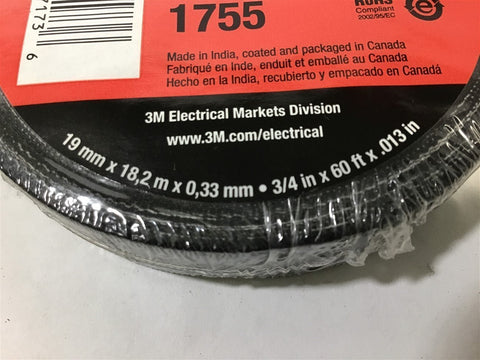 7173
6
1755
RoHS
Compliant
2002/95/EC
e
Made in India, coated and packaged in Canada
Fabriqué en Inde, enduit et emballé au Canada
Hecho en la India, recubierto y empacado en Canadá
3M Electrical Markets Division
www.3M.com/electrical
19 mm x 18,2 m x 0,33 mm • 3/4 in x 60 ft x .013 in